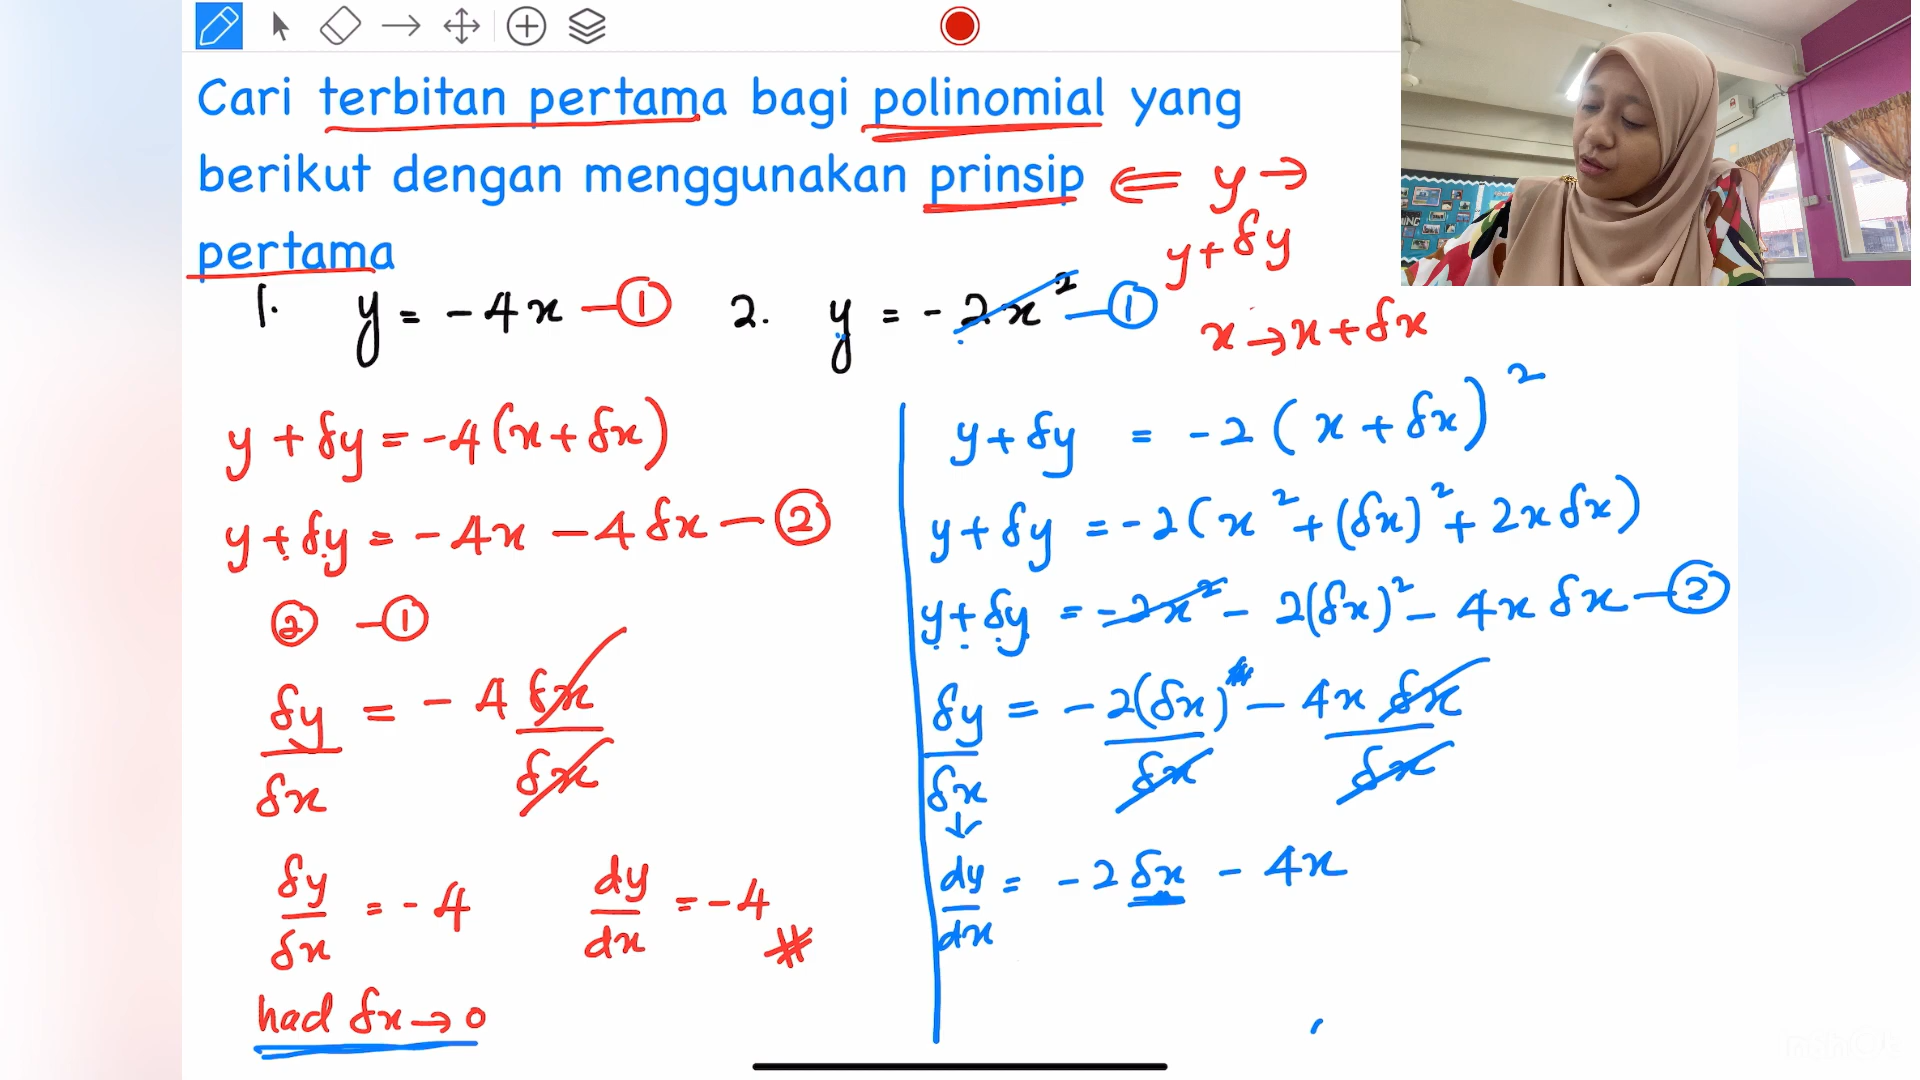 Cari terbitan pertama bagi polinomial yang
berikut dengan menggunakan prinsip ⇐ y →
pertama
y + δy
x → x + δx
1. y = -4x — ①
y + δy = -4(x + δx)
y + δy = -4x - 4δx — ②
② - ①
δy/δx = -4 δx/δx
δy/δx = -4 dy/dx = -4 #
had δx → 0
2. y = -2x² — ①
y + δy = -2(x + δx)²
y + δy = -2(x² + (δx)² + 2xδx)
y + δy = -2x² - 2(δx)² - 4x δx — ②
δy/δx = -2(δx)/δx - 4x δx/δx
↓
dy/dx = -2 δx - 4x